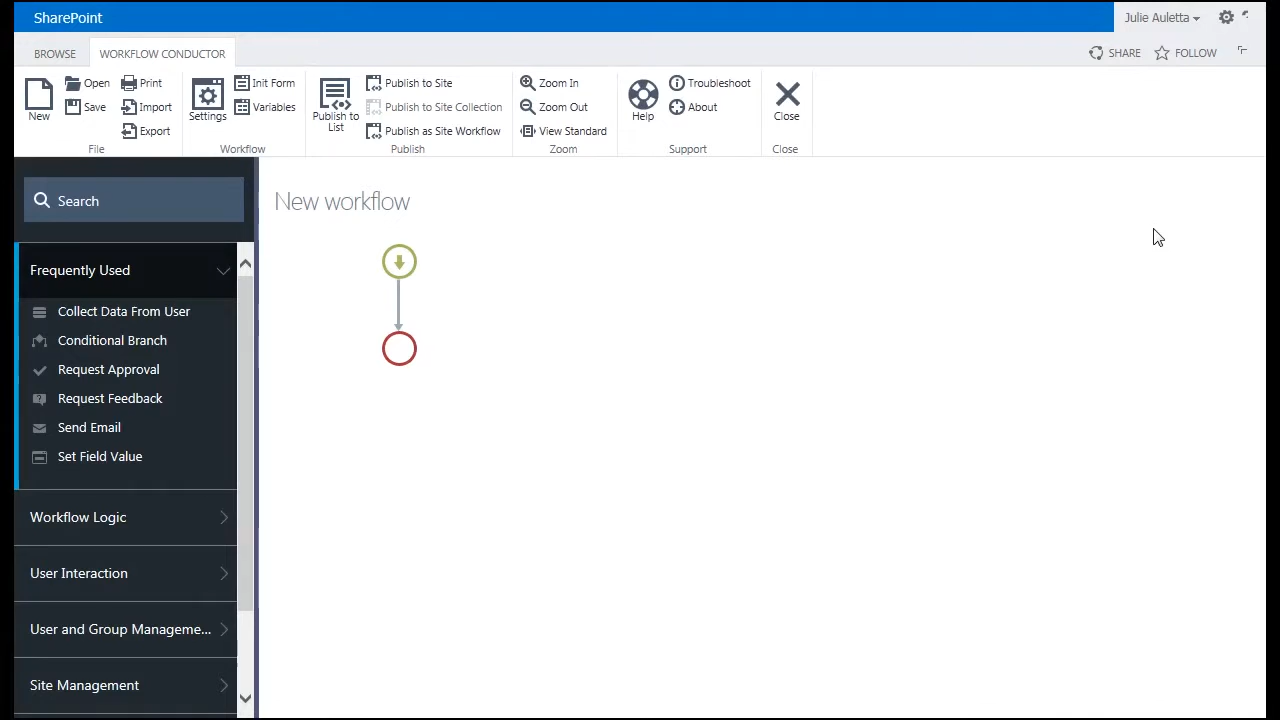 SharePoint
Julie Auletta
BROWSE
WORKFLOW CONDUCTOR
SHARE
FOLLOW
New
Open
Save
Print
Import
Export
File
Settings
Init Form
Variables
Workflow
Publish to List
Publish to Site
Publish to Site Collection
Publish as Site Workflow
Publish
Zoom In
Zoom Out
View Standard
Zoom
Help
Troubleshoot
About
Support
Close
Close
Search
New workflow
Frequently Used
Collect Data From User
Conditional Branch
Request Approval
Request Feedback
Send Email
Set Field Value
Workflow Logic
User Interaction
User and Group Manageme...
Site Management